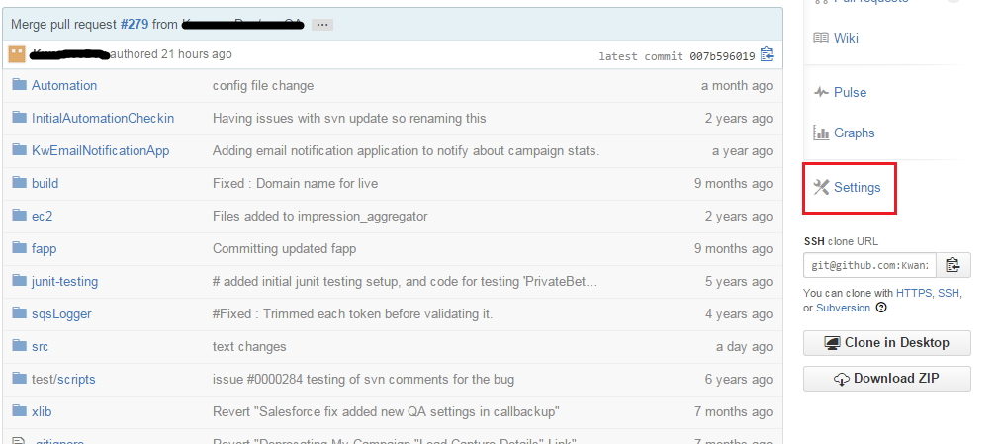 Merge pull request #279 from
authored 21 hours ago
latest commit 007b596019
Automation config file change a month ago
InitialAutomationCheckin Having issues with svn update so renaming this 2 years ago
KwEmailNotificationApp Adding email notification application to notify about campaign stats. a year ago
build Fixed : Domain name for live 9 months ago
ec2 Files added to impression_aggregator 2 years ago
fapp Committing updated fapp 9 months ago
junit-testing # added initial junit testing setup, and code for testing 'PrivateBet... 5 years ago
sqsLogger #Fixed : Trimmed each token before validating it. 4 years ago
src text changes a day ago
test/scripts issue #0000284 testing of svn comments for the bug 6 years ago
xlib Revert "Salesforce fix added new QA settings in callbackup" 7 months ago
.gitignore Revert "Deprecating My Campaign "Lead Capture Details" Link" 7 months ago
Pull requests
Wiki
Pulse
Graphs
Settings
SSH clone URL
git@github.com:Kwan
You can clone with HTTPS, SSH,
or Subversion.
Clone in Desktop
Download ZIP